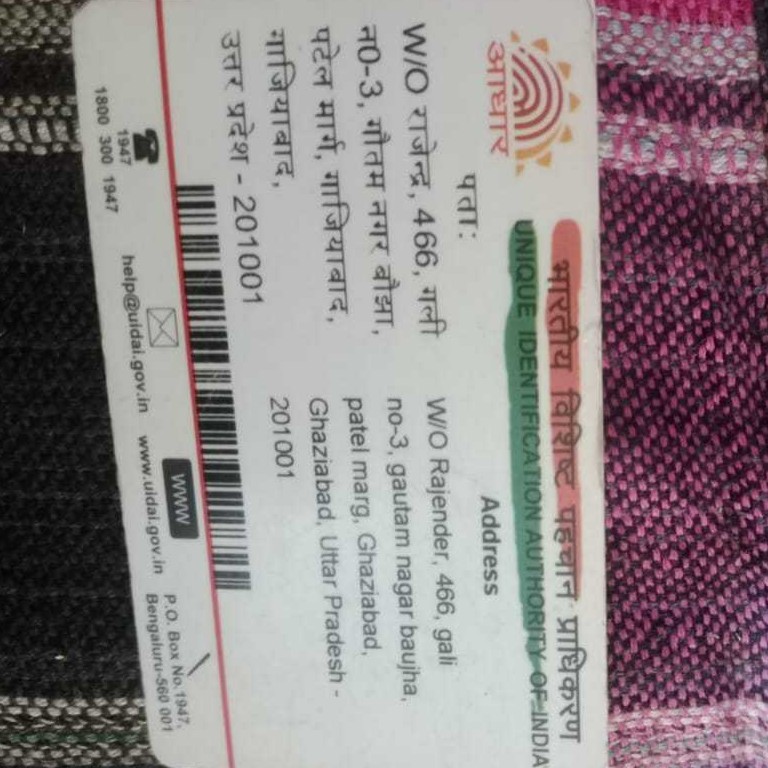 भारतीय विशिष्ट पहचान प्राधिकरण
UNIQUE IDENTIFICATION AUTHORITY OF INDIA
आधार
पता:
W/O राजेन्द्र, 466, गली
न0-3, गौतम नगर बौझा,
पटेल मार्ग, गाजियाबाद,
गाजियाबाद,
उत्तर प्रदेश - 201001
Address
W/O Rajender, 466, gali
no-3, gautam nagar baujha,
patel marg, Ghaziabad,
Ghaziabad, Uttar Pradesh -
201001
1947
1800 300 1947
help@uidai.gov.in
WWW
www.uidai.gov.in
P.O. Box No.1947,
Bengaluru-560 001